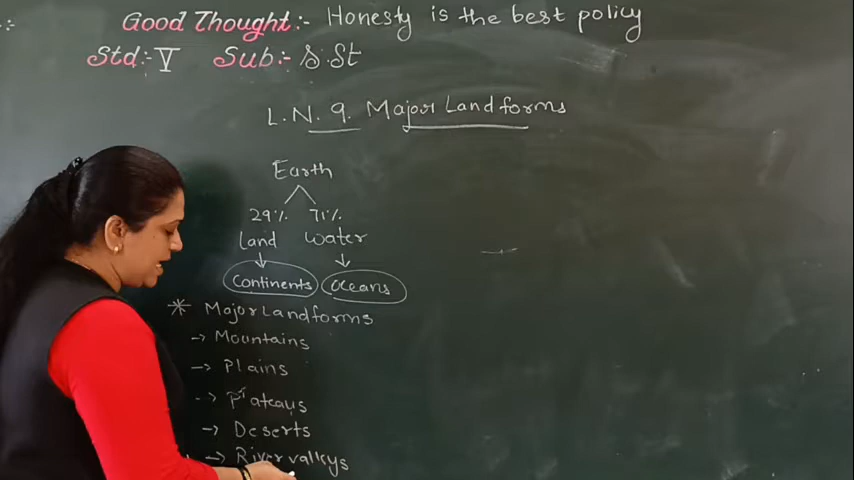 Good Thought:- Honesty is the best policy
Std:- V Sub:- S.St
L.N. 9. Major Landforms
Earth
29% 71%
Land Water
Continents Oceans
* Major Landforms
-> Mountains
-> Plains
-> Plateaus
-> Deserts
-> River valleys